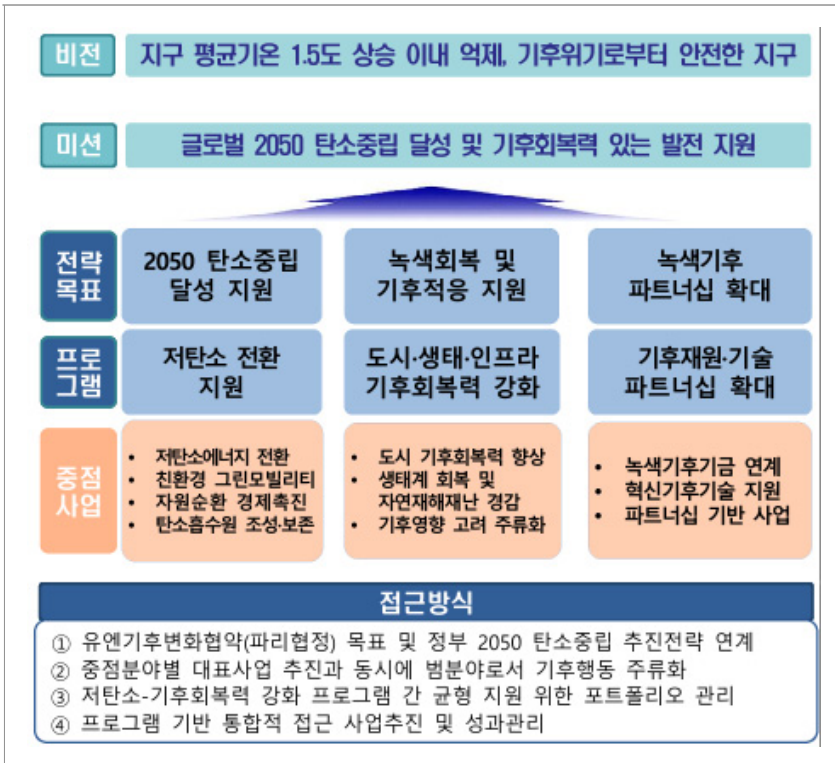 비전
지구 평균기온 1.5도 상승 이내 억제, 기후위기로부터 안전한 지구
미션
글로벌 2050 탄소중립 달성 및 기후회복력 있는 발전 지원
전략
목표
2050 탄소중립
달성 지원
녹색회복 및
기후적응 지원
녹색기후
파트너십 확대
프로
그램
저탄소 전환
지원
도시·생태·인프라
기후회복력 강화
기후재원·기술
파트너십 확대
중점
사업
• 저탄소에너지 전환
• 친환경 그린모빌리티
• 자원순환 경제촉진
• 탄소흡수원 조성·보존
• 도시 기후회복력 향상
• 생태계 회복 및
자연재해재난 경감
• 기후영향 고려 주류화
• 녹색기후기금 연계
• 혁신기후기술 지원
• 파트너십 기반 사업
접근방식
① 유엔기후변화협약(파리협정) 목표 및 정부 2050 탄소중립 추진전략 연계
② 중점분야별 대표사업 추진과 동시에 범분야로서 기후행동 주류화
③ 저탄소-기후회복력 강화 프로그램 간 균형 지원 위한 포트폴리오 관리
④ 프로그램 기반 통합적 접근 사업추진 및 성과관리